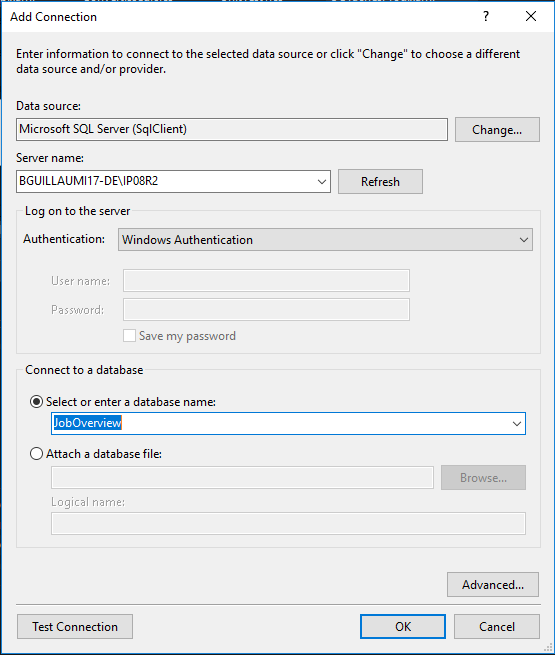 Add Connection
Enter information to connect to the selected data source or click "Change" to choose a different
data source and/or provider.
Data source:
Microsoft SQL Server (SqlClient)
Change...
Server name:
BGUILLAUMI17-DE\IP08R2
Refresh
Log on to the server
Authentication:
Windows Authentication
User name:
Password:
Save my password
Connect to a database
Select or enter a database name:
JobOverview
Attach a database file:
Browse...
Logical name:
Advanced...
Test Connection
OK
Cancel